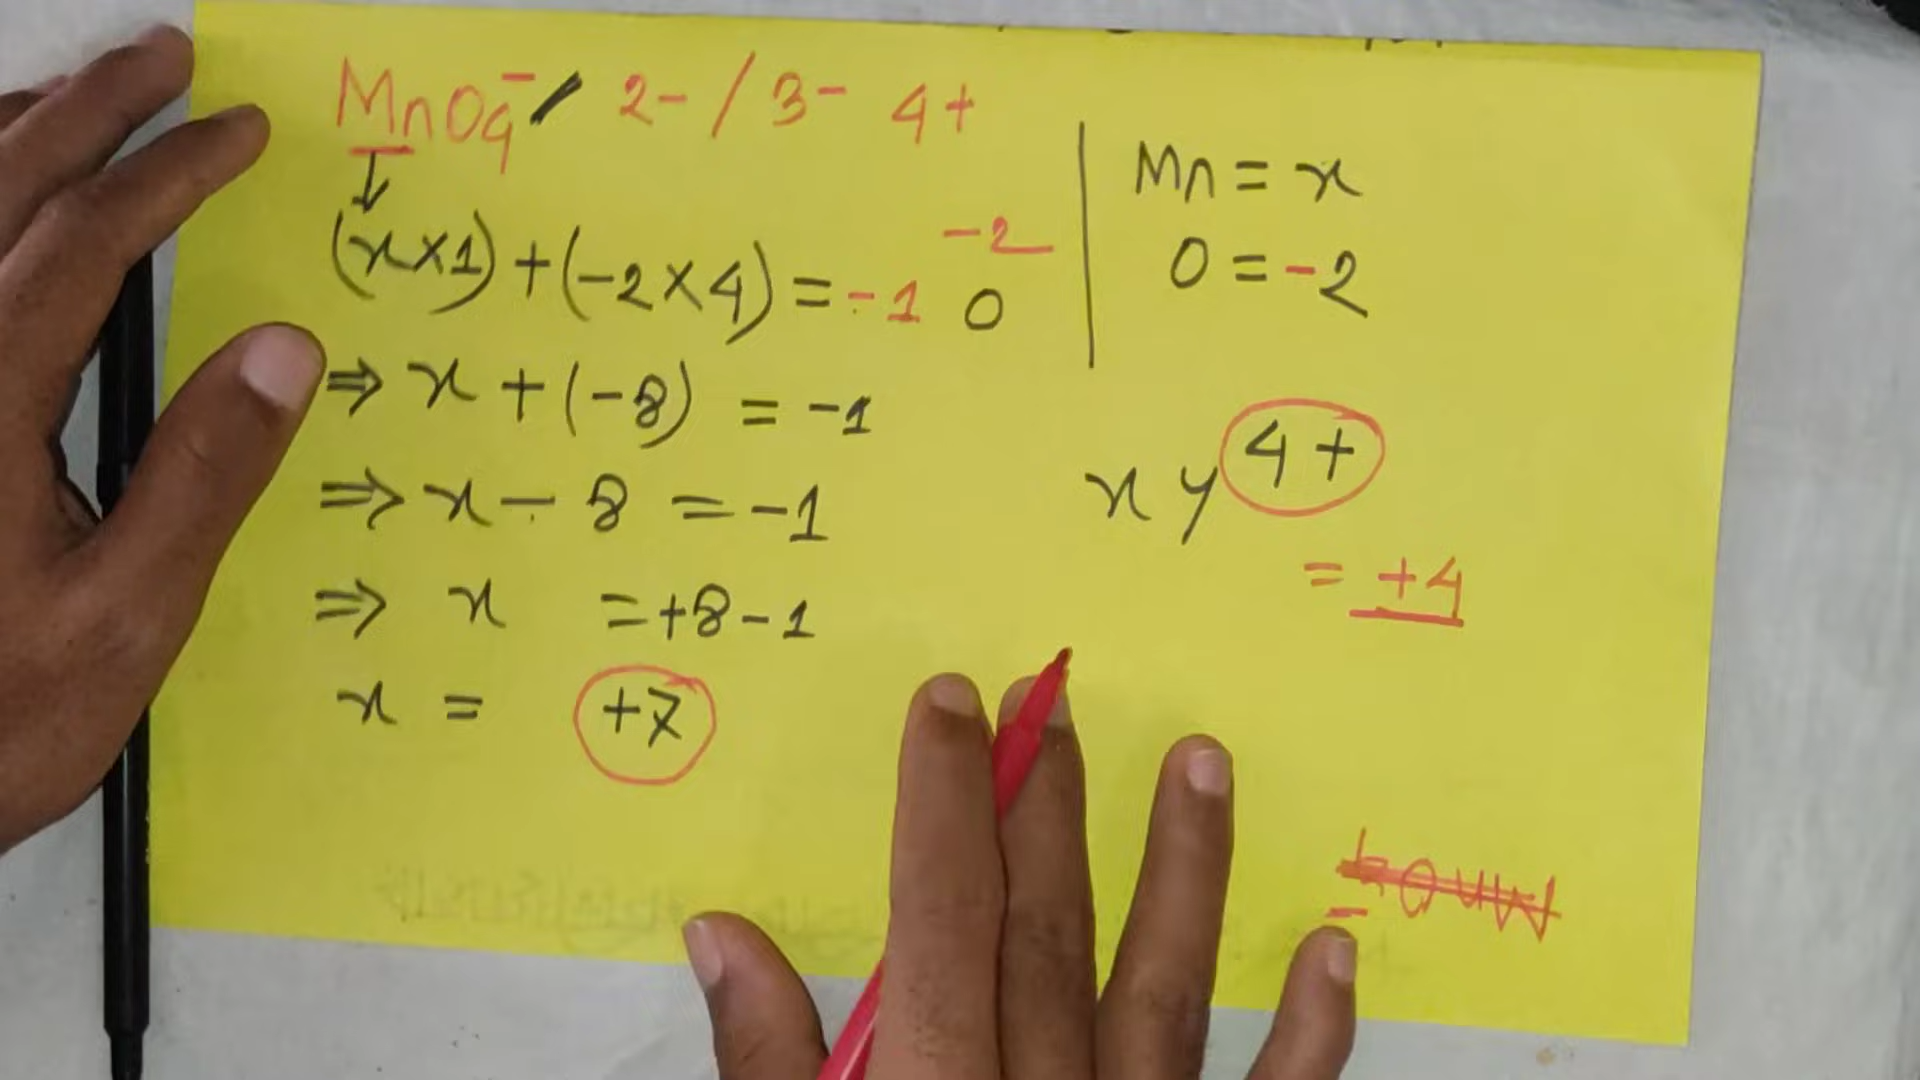 MnO4⁻ / 2- / 3- 4+
(x×1) + (-2×4) = -1 -2 0
⇒ x + (-8) = -1
⇒ x - 8 = -1
⇒ x = +8-1
x = +7
Mn = x
0 = -2
x y 4+
= +4